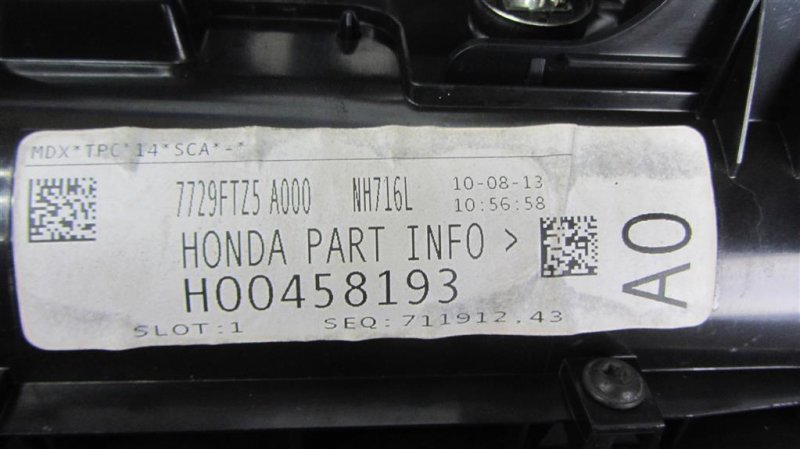 MDX*TPC*14*SCA*-*
7729FTZ5 A000 NH716L 10-08-13
10:56:58
HONDA PART INFO >
H00458193
SLOT:1 SEQ:711912.43
A0